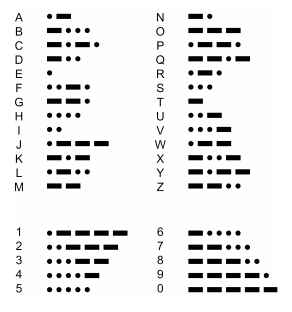 A •— N —•
B —••• O ———
C —•—• P •——•
D —•• Q ——•—
E • R •—•
F ••—• S •••
G ——• T —
H •••• U ••—
I •• V •••—
J •——— W •——
K —•— X —••—
L •—•• Y —•——
M —— Z ——••
1 •———— 6 —••••
2 ••——— 7 ——•••
3 •••—— 8 ———••
4 ••••— 9 ————•
5 ••••• 0 —————